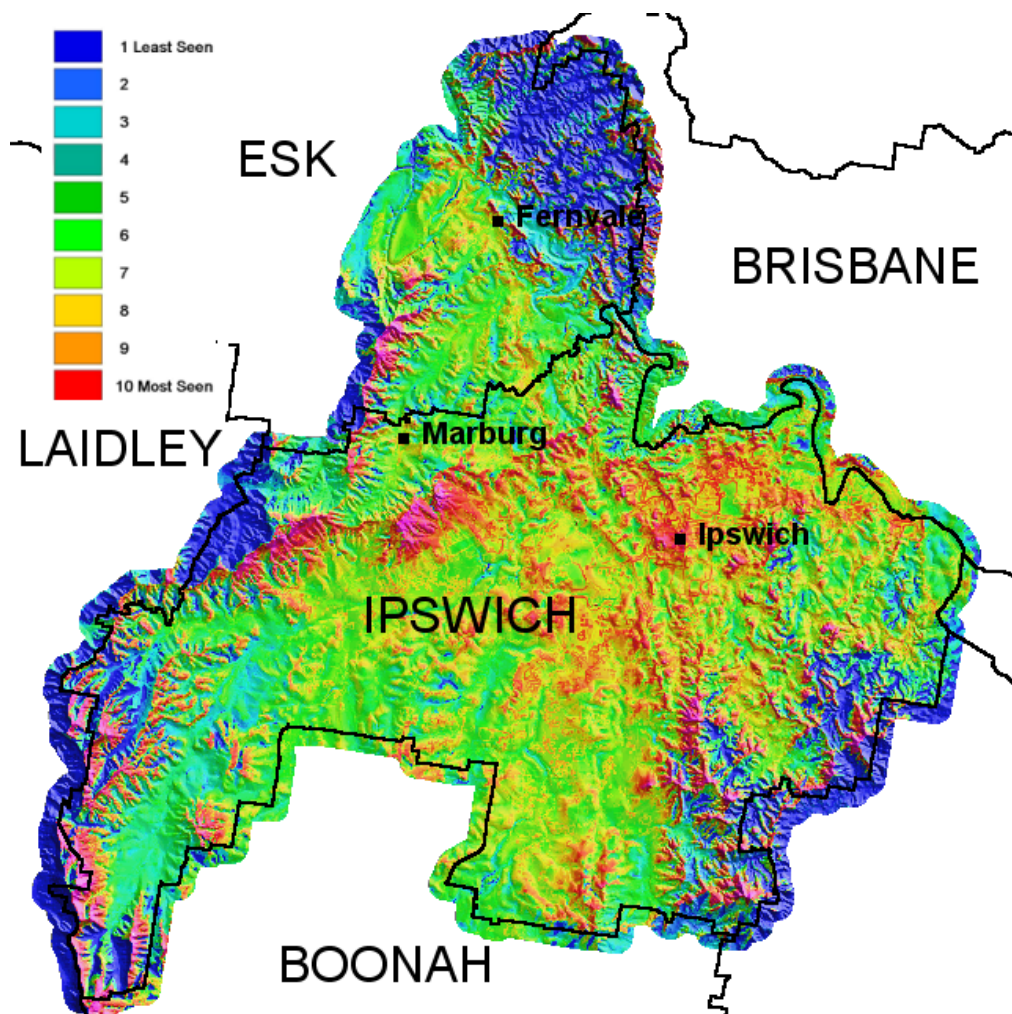 1 Least Seen
2
3
4
5
6
7
8
9
10 Most Seen
ESK
Fernvale
BRISBANE
LAIDLEY
Marburg
Ipswich
IPSWICH
BOONAH